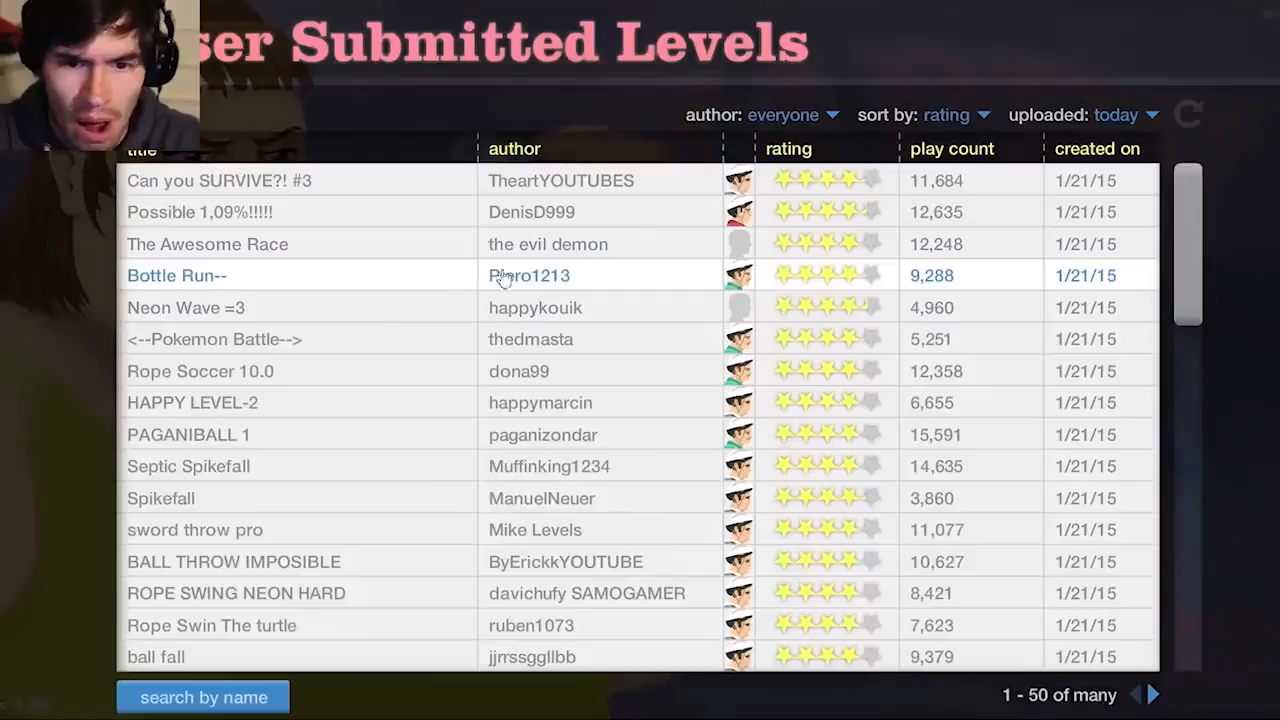 ser Submitted Levels
author: everyone sort by: rating uploaded: today
title author rating play count created on
Can you SURVIVE?! #3 TheartYOUTUBES 11,684 1/21/15
Possible 1,09%!!!!! DenisD999 12,635 1/21/15
The Awesome Race the evil demon 12,248 1/21/15
Bottle Run-- 9,288 1/21/15
Neon Wave =3 happykouik 4,960 1/21/15
<--Pokemon Battle--> thedmasta 5,251 1/21/15
Rope Soccer 10.0 dona99 12,358 1/21/15
HAPPY LEVEL-2 happymarcin 6,655 1/21/15
PAGANIBALL 1 paganizondar 15,591 1/21/15
Septic Spikefall Muffinking1234 14,635 1/21/15
Spikefall ManuelNeuer 3,860 1/21/15
sword throw pro Mike Levels 11,077 1/21/15
BALL THROW IMPOSIBLE ByErickkYOUTUBE 10,627 1/21/15
ROPE SWING NEON HARD davichufy SAMOGAMER 8,421 1/21/15
Rope Swin The turtle ruben1073 7,623 1/21/15
ball fall jjrrssggllbb 9,379 1/21/15
search by name 1 - 50 of many